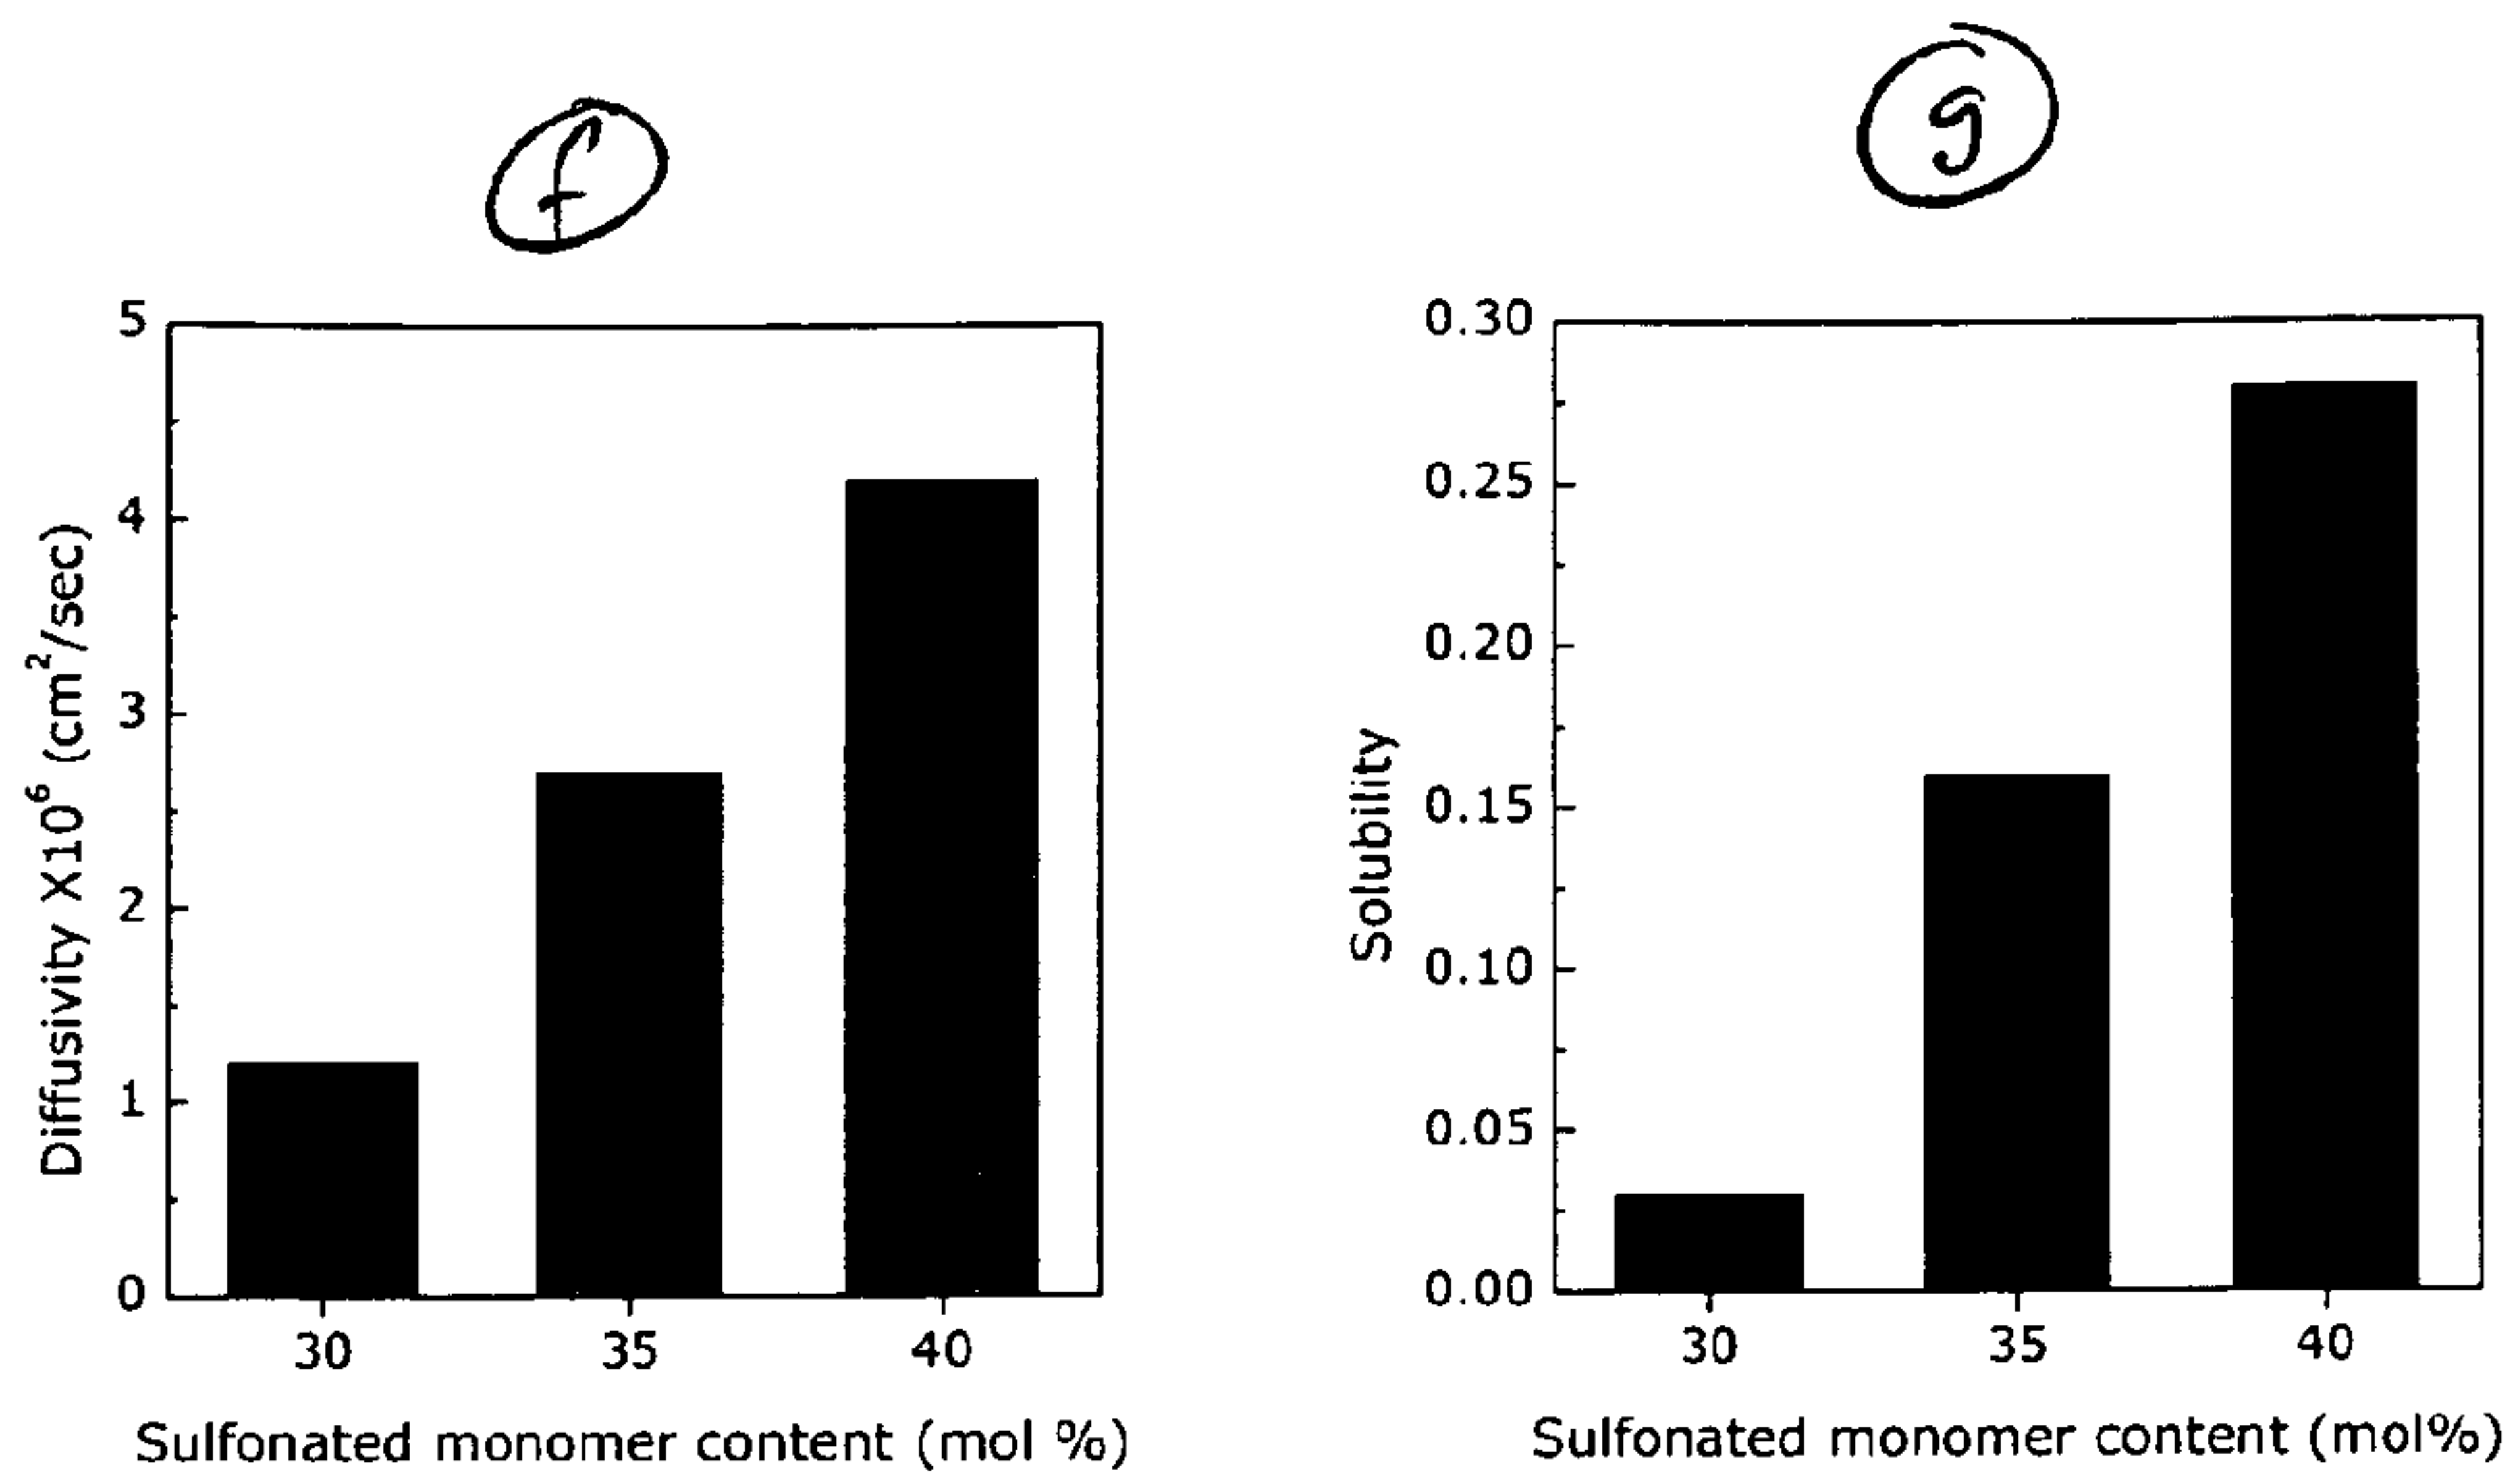 f
g
5
4
3
2
1
0
Diffusivity X10⁶ (cm²/sec)
30 35 40
Sulfonated monomer content (mol %)
0.30
0.25
0.20
0.15
0.10
0.05
0.00
Solubility
30 35 40
Sulfonated monomer content (mol%)